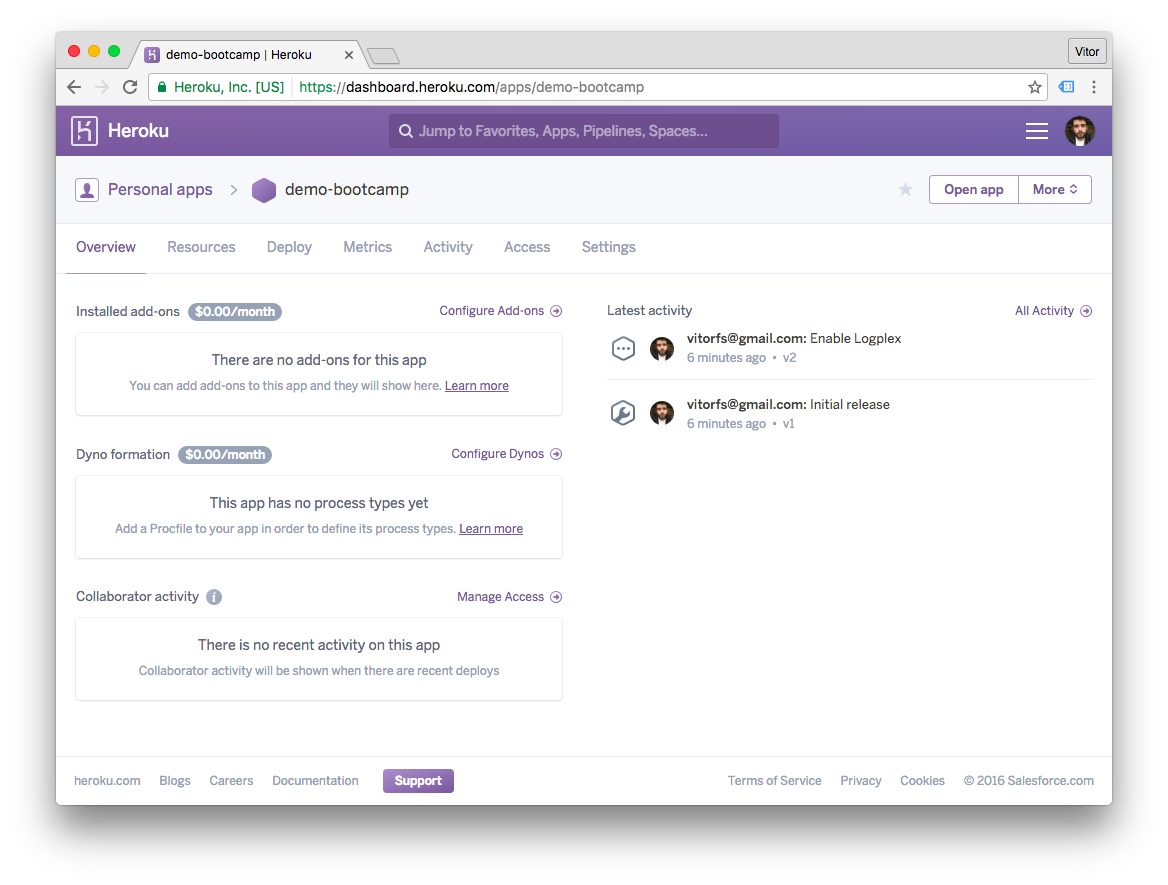 demo-bootcamp | Heroku
Vitor
Heroku, Inc. [US] https://dashboard.heroku.com/apps/demo-bootcamp
Heroku
Jump to Favorites, Apps, Pipelines, Spaces...
Personal apps
demo-bootcamp
Open app
More
Overview
Resources
Deploy
Metrics
Activity
Access
Settings
Installed add-ons $0.00/month
Configure Add-ons
There are no add-ons for this app
You can add add-ons to this app and they will show here. Learn more
Dyno formation $0.00/month
Configure Dynos
This app has no process types yet
Add a Procfile to your app in order to define its process types. Learn more
Collaborator activity i
Manage Access
There is no recent activity on this app
Collaborator activity will be shown when there are recent deploys
Latest activity
All Activity
vitorfs@gmail.com: Enable Logplex
6 minutes ago • v2
vitorfs@gmail.com: Initial release
6 minutes ago • v1
heroku.com
Blogs
Careers
Documentation
Support
Terms of Service
Privacy
Cookies
© 2016 Salesforce.com